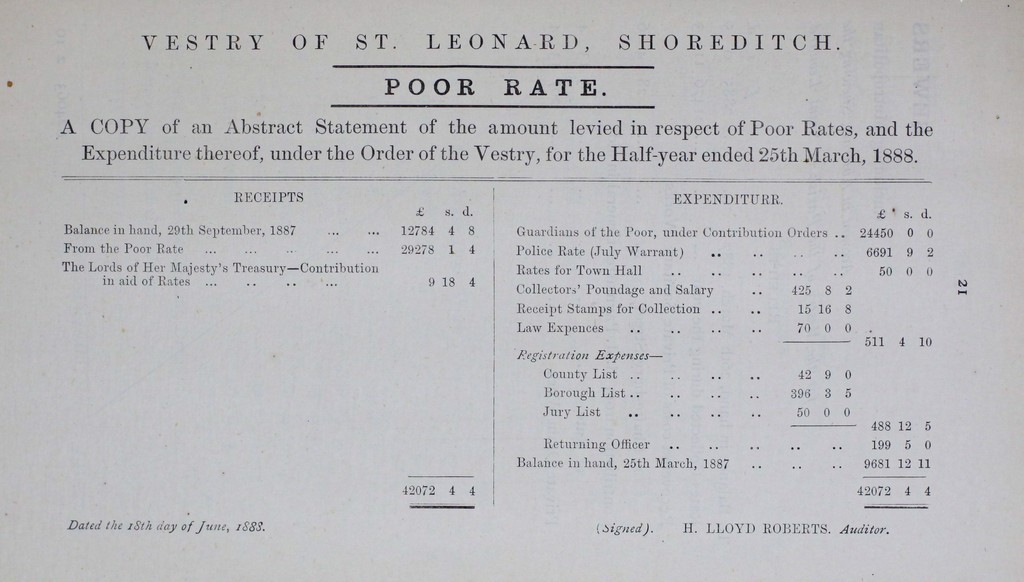 VESTRY OF ST. LEONARD, SHOREDITCH.
POOR RATE.
A COPY of an Abstract Statement of the amount levied in respect of Poor Rates, and the
Expenditure thereof, under the Order of the Vestry, for the Half-year ended 25th March, 1888.
RECEIPTS
£ s. d.
Balance in hand, 29th September, 1887 ... ... 12784 4 8
From the Poor Rate ... ... ... ... ... 29278 1 4
The Lords of Her Majesty's Treasury—Contribution
in aid of Rates ... .. .. ... 9 18 4
42072 4 4
EXPENDITURR.
£ s. d.
Guardians of the Poor, under Contribution Orders .. 24450 0 0
Police Rate (July Warrant) .. .. .. .. 6691 9 2
Rates for Town Hall .. .. .. .. .. 50 0 0
Collectors' Poundage and Salary .. 425 8 2
Receipt Stamps for Collection .. .. 15 16 8
Law Expences .. .. .. .. 70 0 0
511 4 10
Registration Expenses—
County List .. .. .. .. 42 9 0
Borough List .. .. .. .. 396 3 5
Jury List .. .. .. .. 50 0 0
488 12 5
Returning Officer .. .. .. .. .. 199 5 0
Balance in hand, 25th March, 1887 .. .. .. 9681 12 11
42072 4 4
21
Dated the 18th day of June, 1888.
(Signed). H. LLOYD ROBERTS. Auditor.